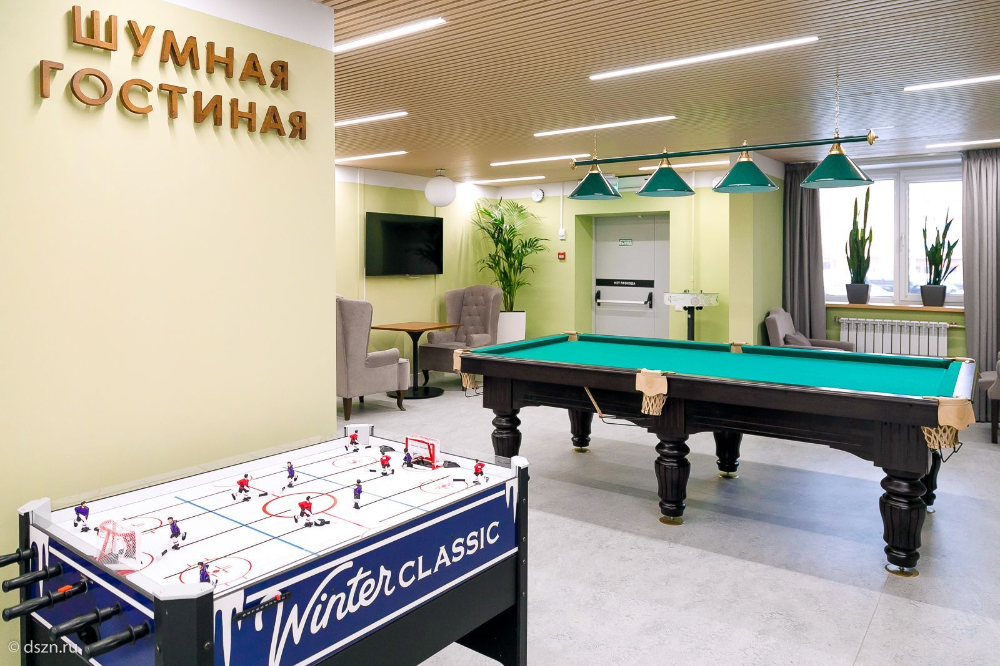 ШУМНАЯ
ГОСТИНАЯ
ВЫХОД
НЕТ ПРОХОДА
Winter CLASSIC
© dszn.ru